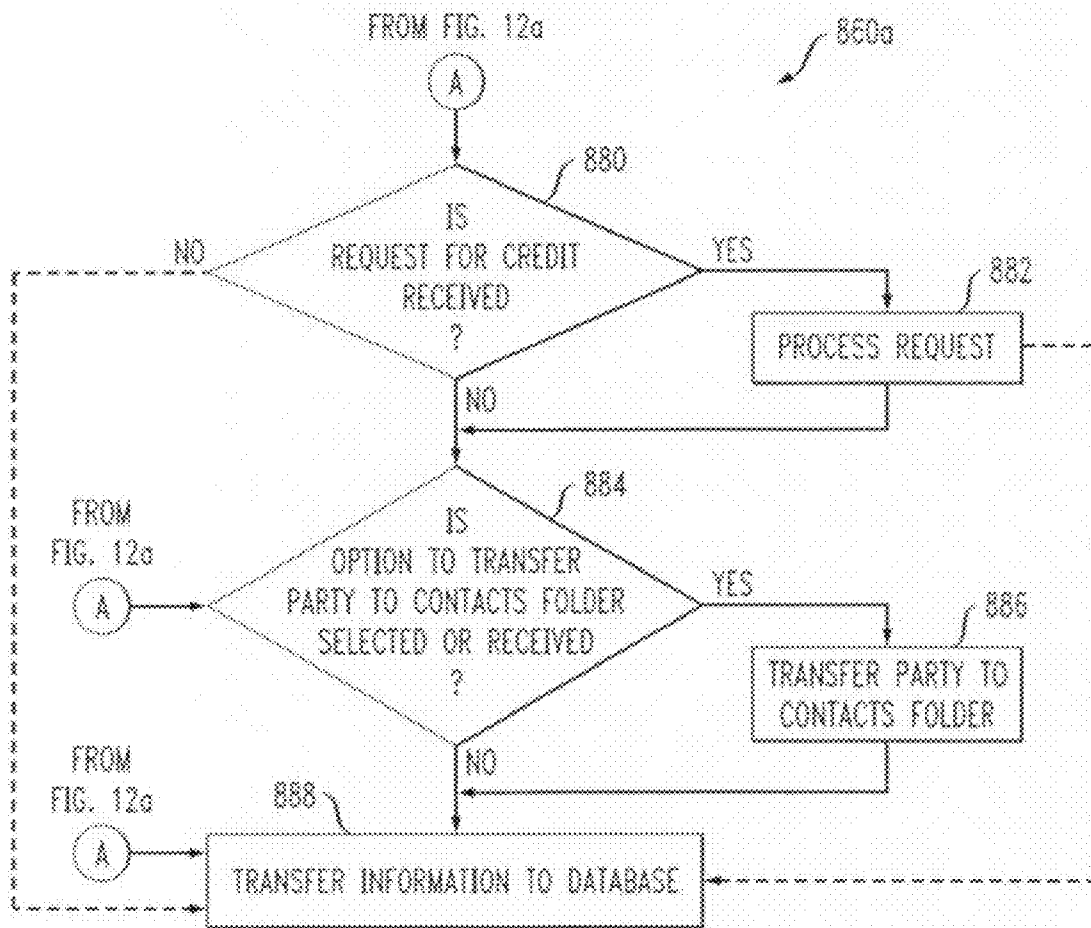 FROM FIG. 12a
A
860a
880
IS
REQUEST FOR CREDIT
RECEIVED
?
NO
YES
882
PROCESS REQUEST
NO
884
FROM
FIG. 12a
A
IS
OPTION TO TRANSFER
PARTY TO CONTACTS FOLDER
SELECTED OR RECEIVED
?
YES
886
TRANSFER PARTY TO
CONTACTS FOLDER
NO
FROM
FIG. 12a
A
888
TRANSFER INFORMATION TO DATABASE